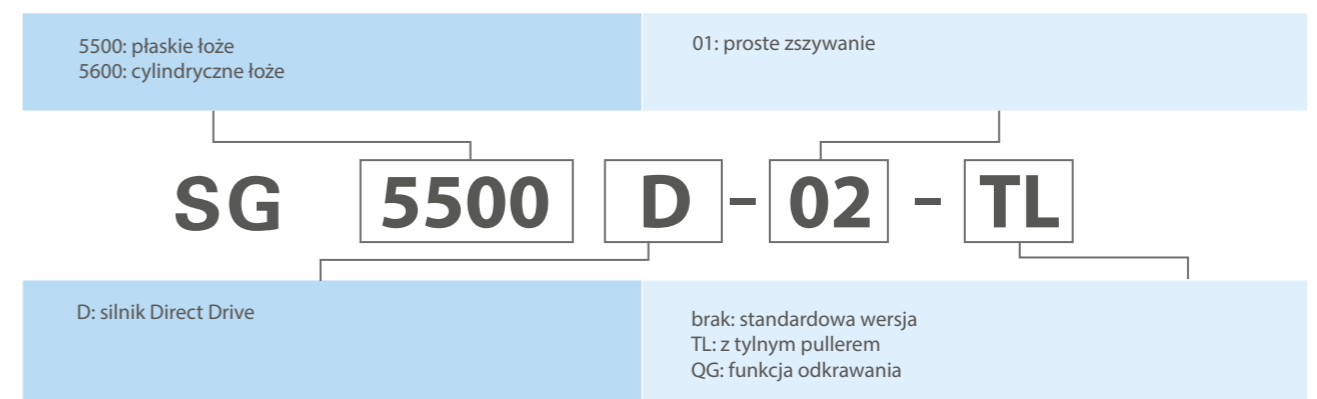 5500: płaskie łoże
5600: cylindryczne łoże
01: proste zszywanie
SG 5500 D - 02 - TL
D: silnik Direct Drive
brak: standardowa wersja
TL: z tylnym pullerem
QG: funkcja odkrawania